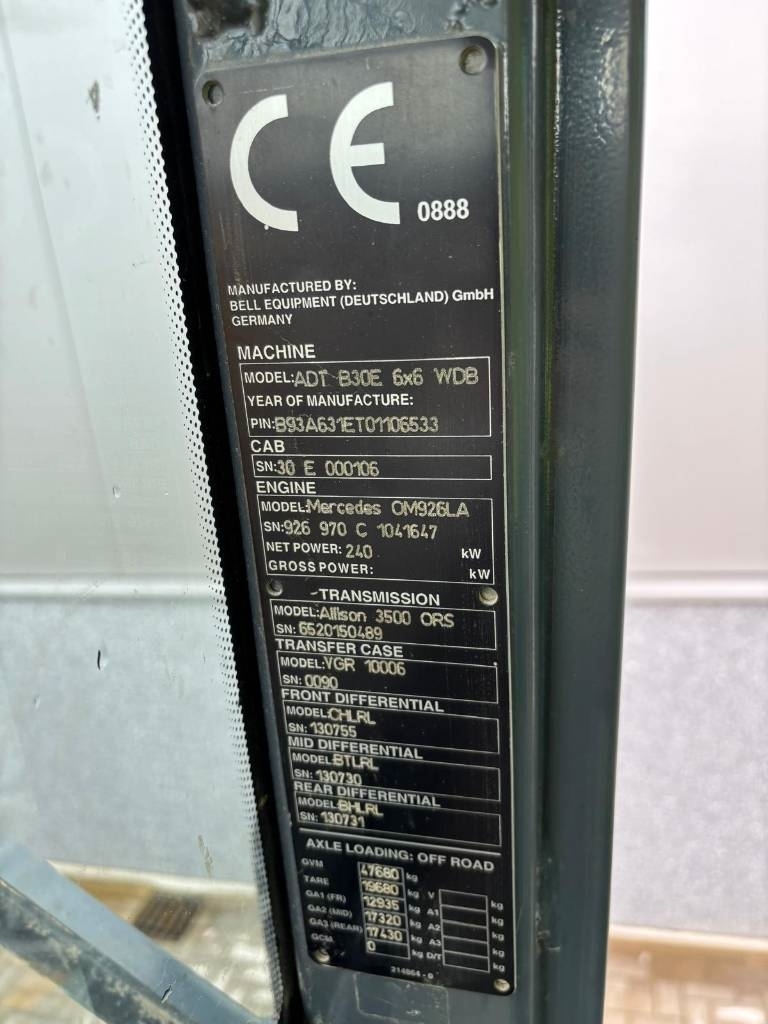 CE
0888
MANUFACTURED BY:
BELL EQUIPMENT (DEUTSCHLAND) GmbH
GERMANY
MACHINE
MODEL:ADT B30E 6x6 WDB
YEAR OF MANUFACTURE:
PIN:B93A631ET01106533
CAB
SN:30 E 000106
ENGINE
MODEL:Mercedes OM926LA
SN:926 970 C 1041647
NET POWER: 240 kW
GROSS POWER: kW
TRANSMISSION
MODEL:Allison 3500 ORS
SN: 6520150489
TRANSFER CASE
MODEL:VGR 10006
SN: 0090
FRONT DIFFERENTIAL
MODEL:CHLRL
SN: 130755
MID DIFFERENTIAL
MODEL:BTLRL
SN: 130730
REAR DIFFERENTIAL
MODEL:BHLRL
SN: 130731
AXLE LOADING: OFF ROAD
GVM 47680 kg
TARE 19680 kg V kg
GA1 (FR) 12935 kg A1 kg
GA2 (MID) 17320 kg A2 kg
GA3 (REAR) 17430 kg A3 kg
GCM 0 kg D/T kg
214864 - 0